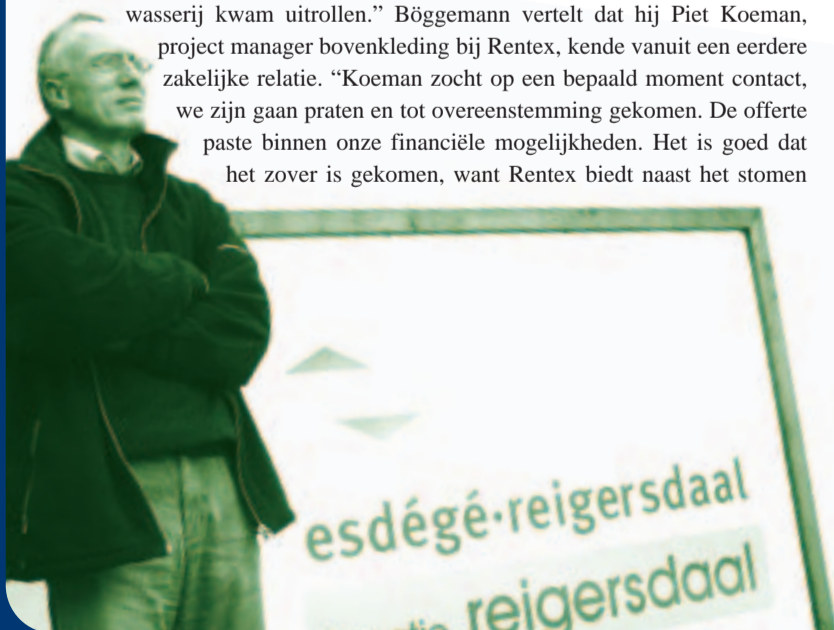 wasserij kwam uitrollen.” Böggemann vertelt dat hij Piet Koeman,
project manager bovenkleding bij Rentex, kende vanuit een eerdere
zakelijke relatie. “Koeman zocht op een bepaald moment contact,
we zijn gaan praten en tot overeenstemming gekomen. De offerte
paste binnen onze financiële mogelijkheden. Het is goed dat
het zover is gekomen, want Rentex biedt naast het stomen
esdégé·reigersdaal
reigersdaal